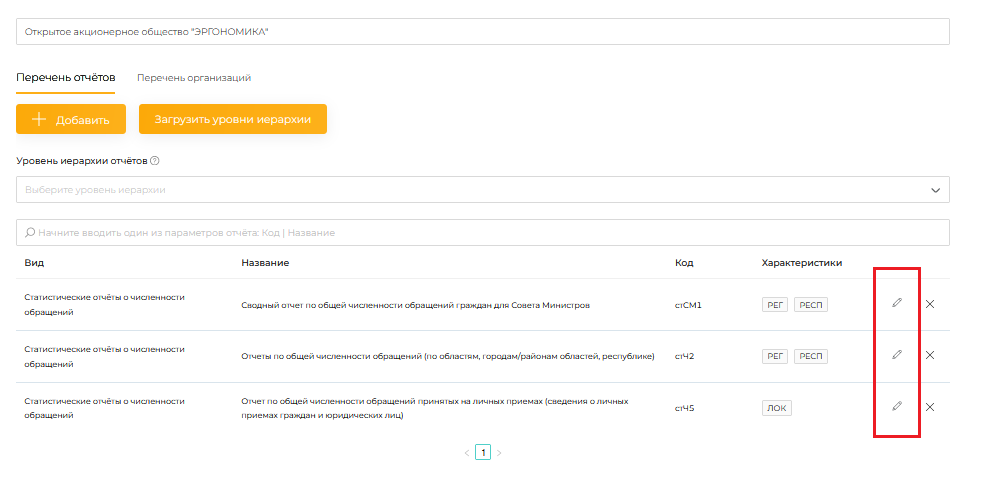 Открытое акционерное общество "ЭРГОНОМИКА"
Перечень отчётов Перечень организаций
Добавить Загрузить уровни иерархии
Уровень иерархии отчётов
Выберите уровень иерархии
Начните вводить один из параметров отчёта: Код | Название
Вид Название Код Характеристики
Статистические отчёты о численности
обращений
Сводный отчет по общей численности обращений граждан для Совета Министров
стСМ1
РЕГ РЕСП
Статистические отчёты о численности
обращений
Отчеты по общей численности обращений (по областям, городам/районам областей, республике)
стЧ2
РЕГ РЕСП
Статистические отчёты о численности
обращений
Отчет по общей численности обращений принятых на личных приемах (сведения о личных
приемах граждан и юридических лиц)
стЧ5
ЛОК
1